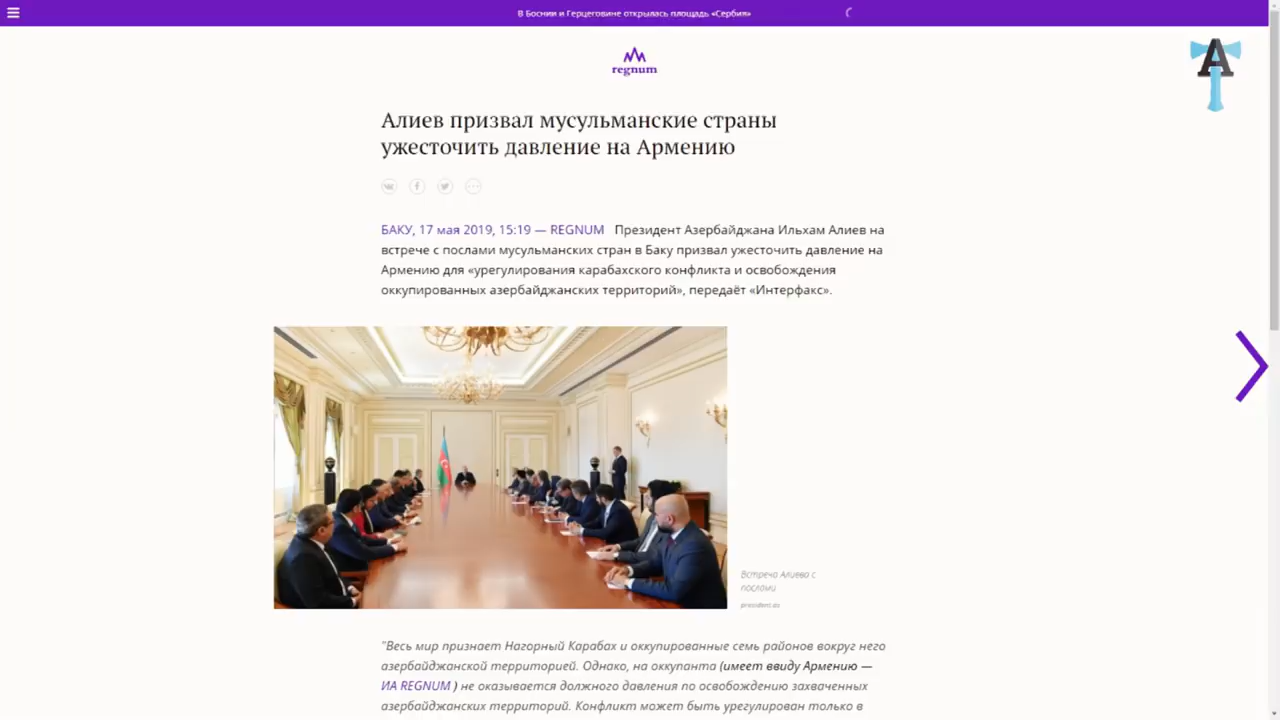 В Боснии и Герцеговине открылась площадь «Сербия»
regnum
А
Алиев призвал мусульманские страны
ужесточить давление на Армению
БАКУ, 17 мая 2019, 15:19 — REGNUM Президент Азербайджана Ильхам Алиев на
встрече с послами мусульманских стран в Баку призвал ужесточить давление на
Армению для «урегулирования карабахского конфликта и освобождения
оккупированных азербайджанских территорий», передаёт «Интерфакс».
Встреча Алиева с
послами
president.az
"Весь мир признает Нагорный Карабах и оккупированные семь районов вокруг него
азербайджанской территорией. Однако, на оккупанта (имеет ввиду Армению —
ИА REGNUM ) не оказывается должного давления по освобождению захваченных
азербайджанских территорий. Конфликт может быть урегулирован только в